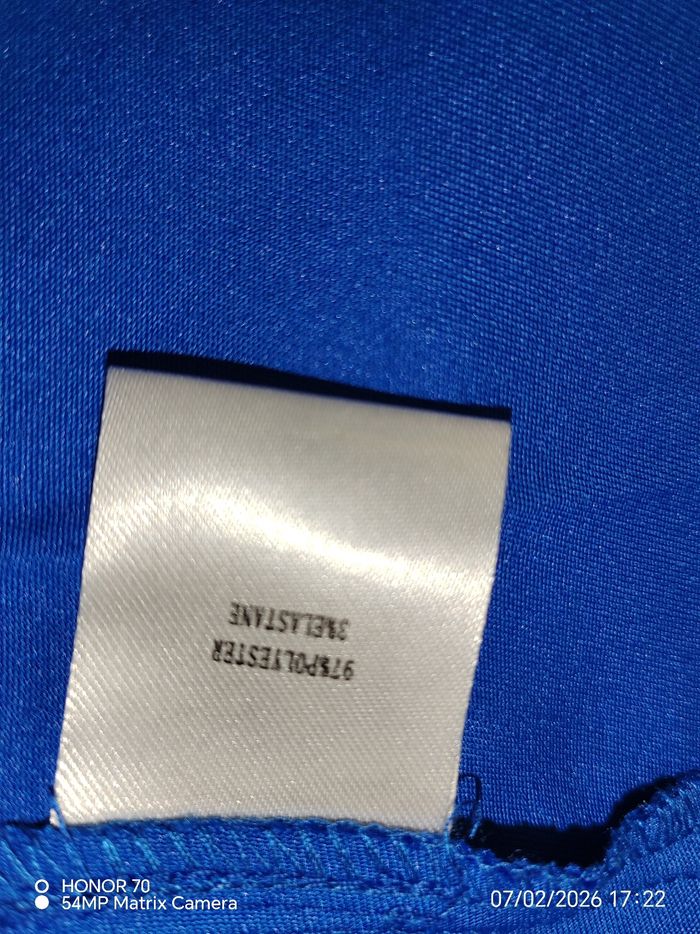 97%POLYESTER
3%ELASTANE
HONOR 70
54MP Matrix Camera
07/02/2026 17:22